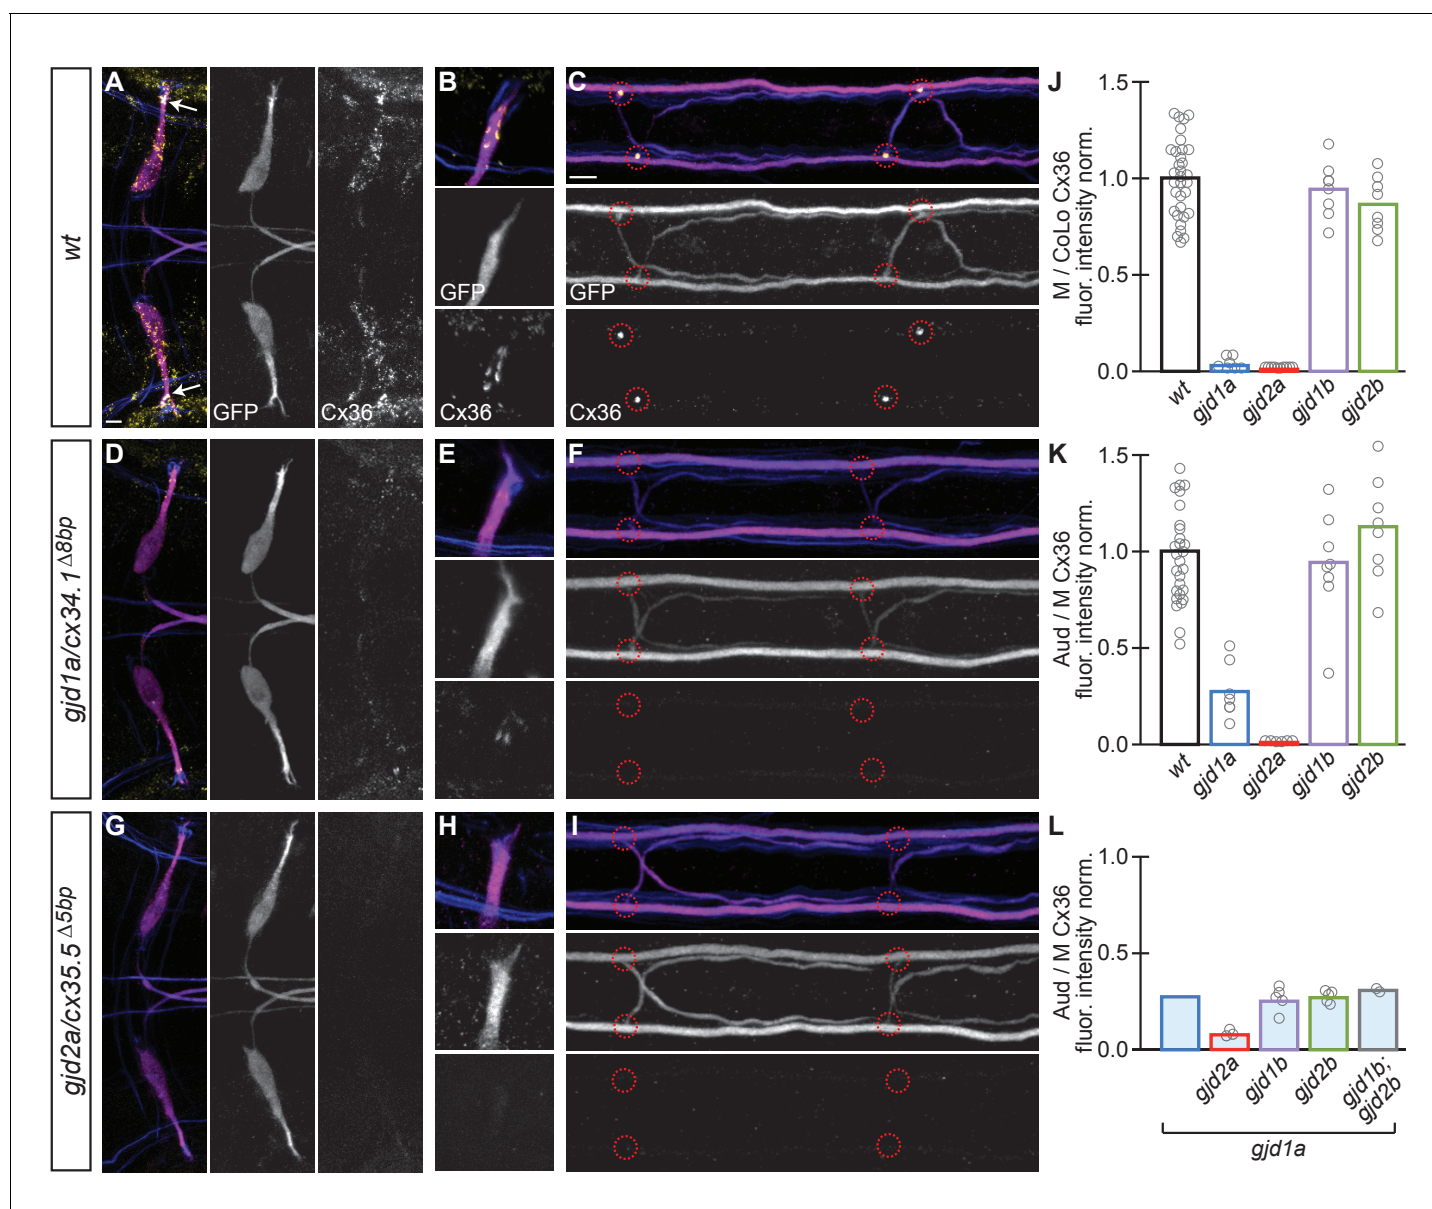 wt
A
GFP
Cx36
B
GFP
Cx36
C
GFP
Cx36
gjd1a/cx34.1 Δ8bp
D
E
F
gjd2a/cx35.5 Δ5bp
G
H
I
J
M / CoLo Cx36
fluor. intensity norm.
1.5
1.0
0.5
0.0
wt
gjd1a
gjd2a
gjd1b
gjd2b
K
Aud / M Cx36
fluor. intensity norm.
1.5
1.0
0.5
0.0
wt
gjd1a
gjd2a
gjd1b
gjd2b
L
Aud / M Cx36
fluor. intensity norm.
1.0
0.5
0.0
gjd2a
gjd1b
gjd2b
gjd1b;
gjd2b
gjd1a